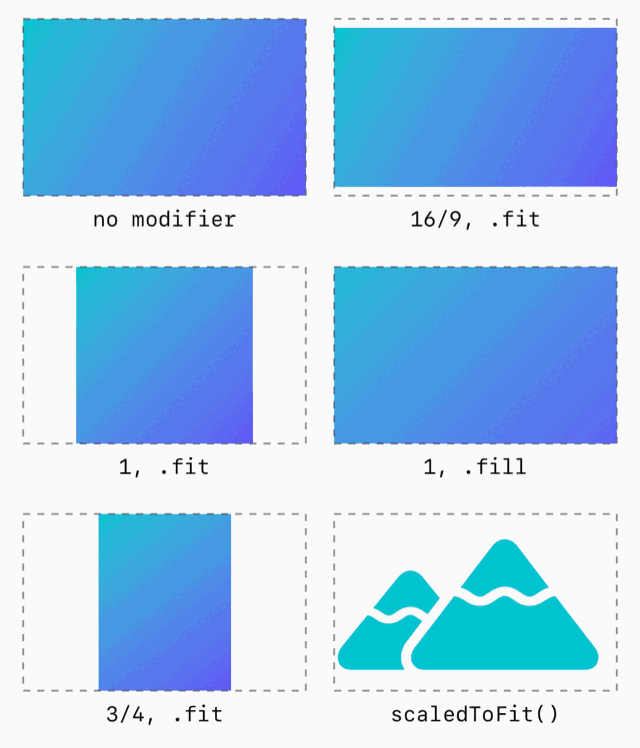 no modifier
16/9, .fit
1, .fit
1, .fill
3/4, .fit
scaledToFit()